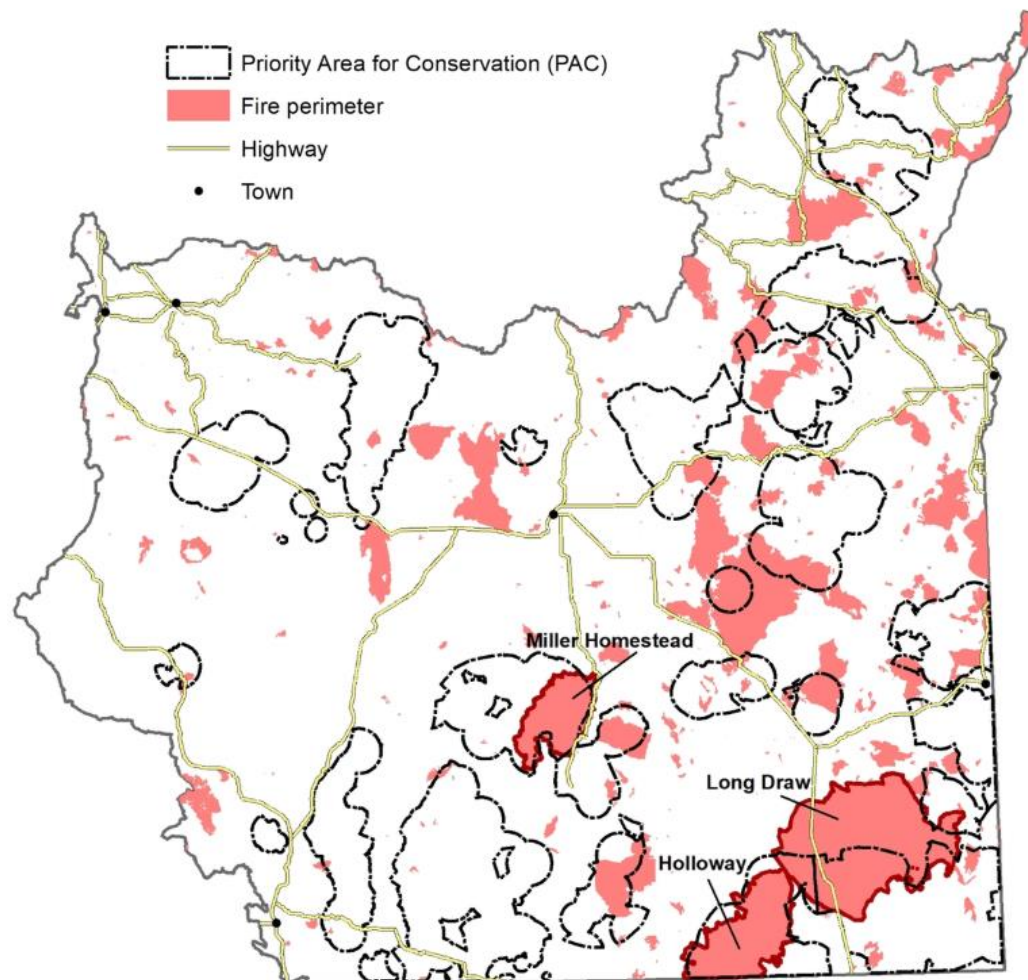 Priority Area for Conservation (PAC)
Fire perimeter
Highway
Town
Miller Homestead
Long Draw
Holloway